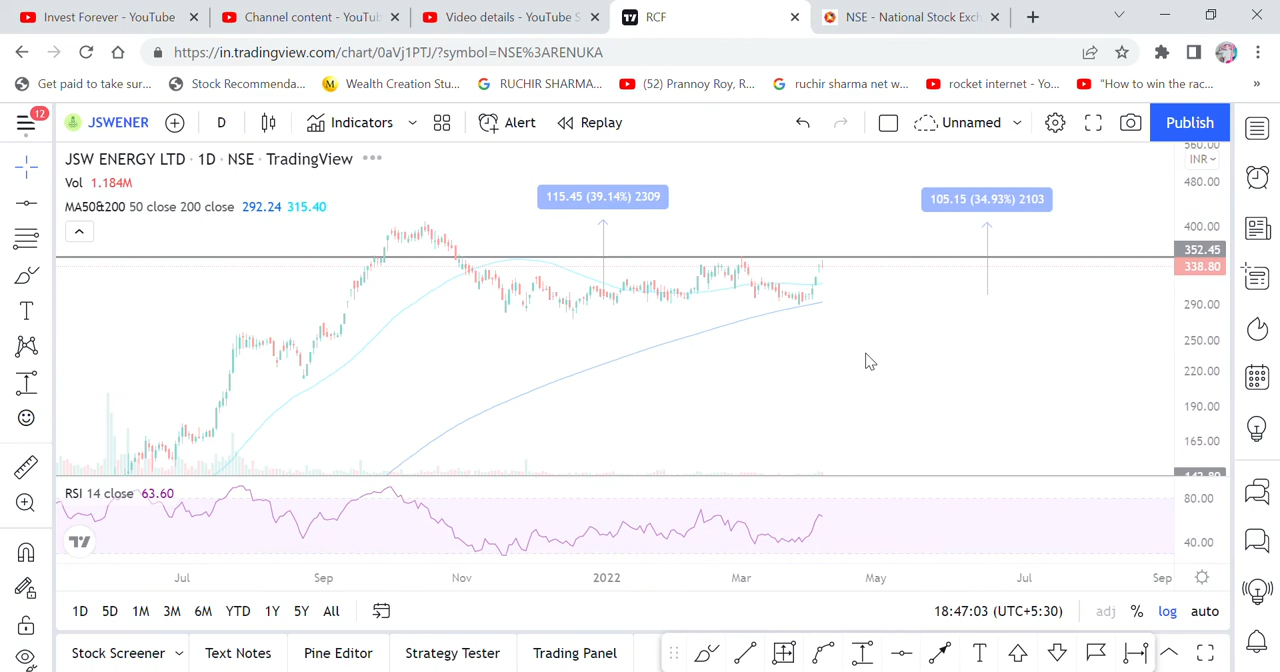 Invest Forever - YouTube
Channel content - YouTub
Video details - YouTube S
RCF
NSE - National Stock Exch
https://in.tradingview.com/chart/0aVj1PTJ/?symbol=NSE%3ARENUKA
Get paid to take sur...
Stock Recommenda...
Wealth Creation Stu...
RUCHIR SHARMA...
(52) Prannoy Roy, R...
ruchir sharma net w...
rocket internet - Yo...
"How to win the rac...
»
12
JSWENER
D
Indicators
Alert
Replay
Unnamed
Publish
JSW ENERGY LTD · 1D · NSE · TradingView
Vol 1.184M
MA50&200 50 close 200 close 292.24 315.40
115.45 (39.14%) 2309
105.15 (34.93%) 2103
560.00
INR
480.00
400.00
352.45
338.80
290.00
250.00
220.00
190.00
165.00
RSI 14 close 63.60
80.00
40.00
Jul Sep Nov 2022 Mar May Jul Sep
1D 5D 1M 3M 6M YTD 1Y 5Y All
18:47:03 (UTC+5:30) adj % log auto
Stock Screener Text Notes Pine Editor Strategy Tester Trading Panel